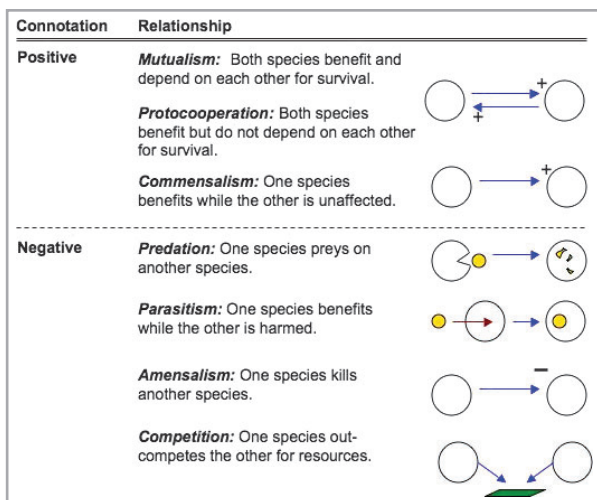 Connotation Relationship
Positive Mutualism: Both species benefit and
depend on each other for survival.
+
+
Protocooperation: Both species
benefit but do not depend on each other
for survival.
Commensalism: One species
benefits while the other is unaffected.
+
Negative Predation: One species preys on
another species.
Parasitism: One species benefits
while the other is harmed.
Amensalism: One species kills
another species.
–
Competition: One species out-
competes the other for resources.